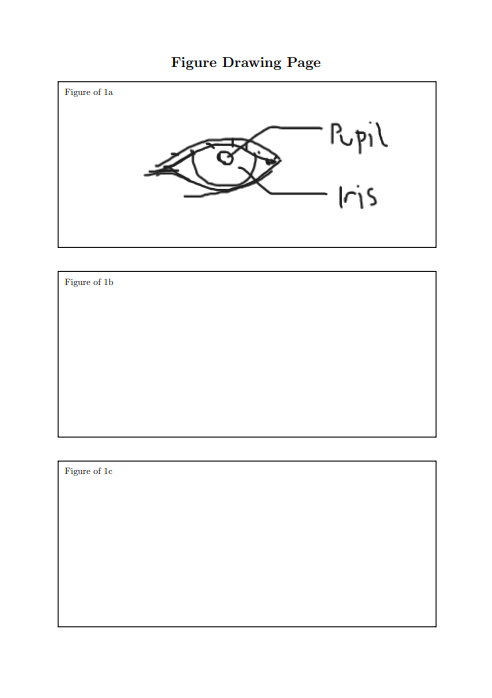 Figure Drawing Page
Figure of 1a
Pupil
Iris
Figure of 1b
Figure of 1c